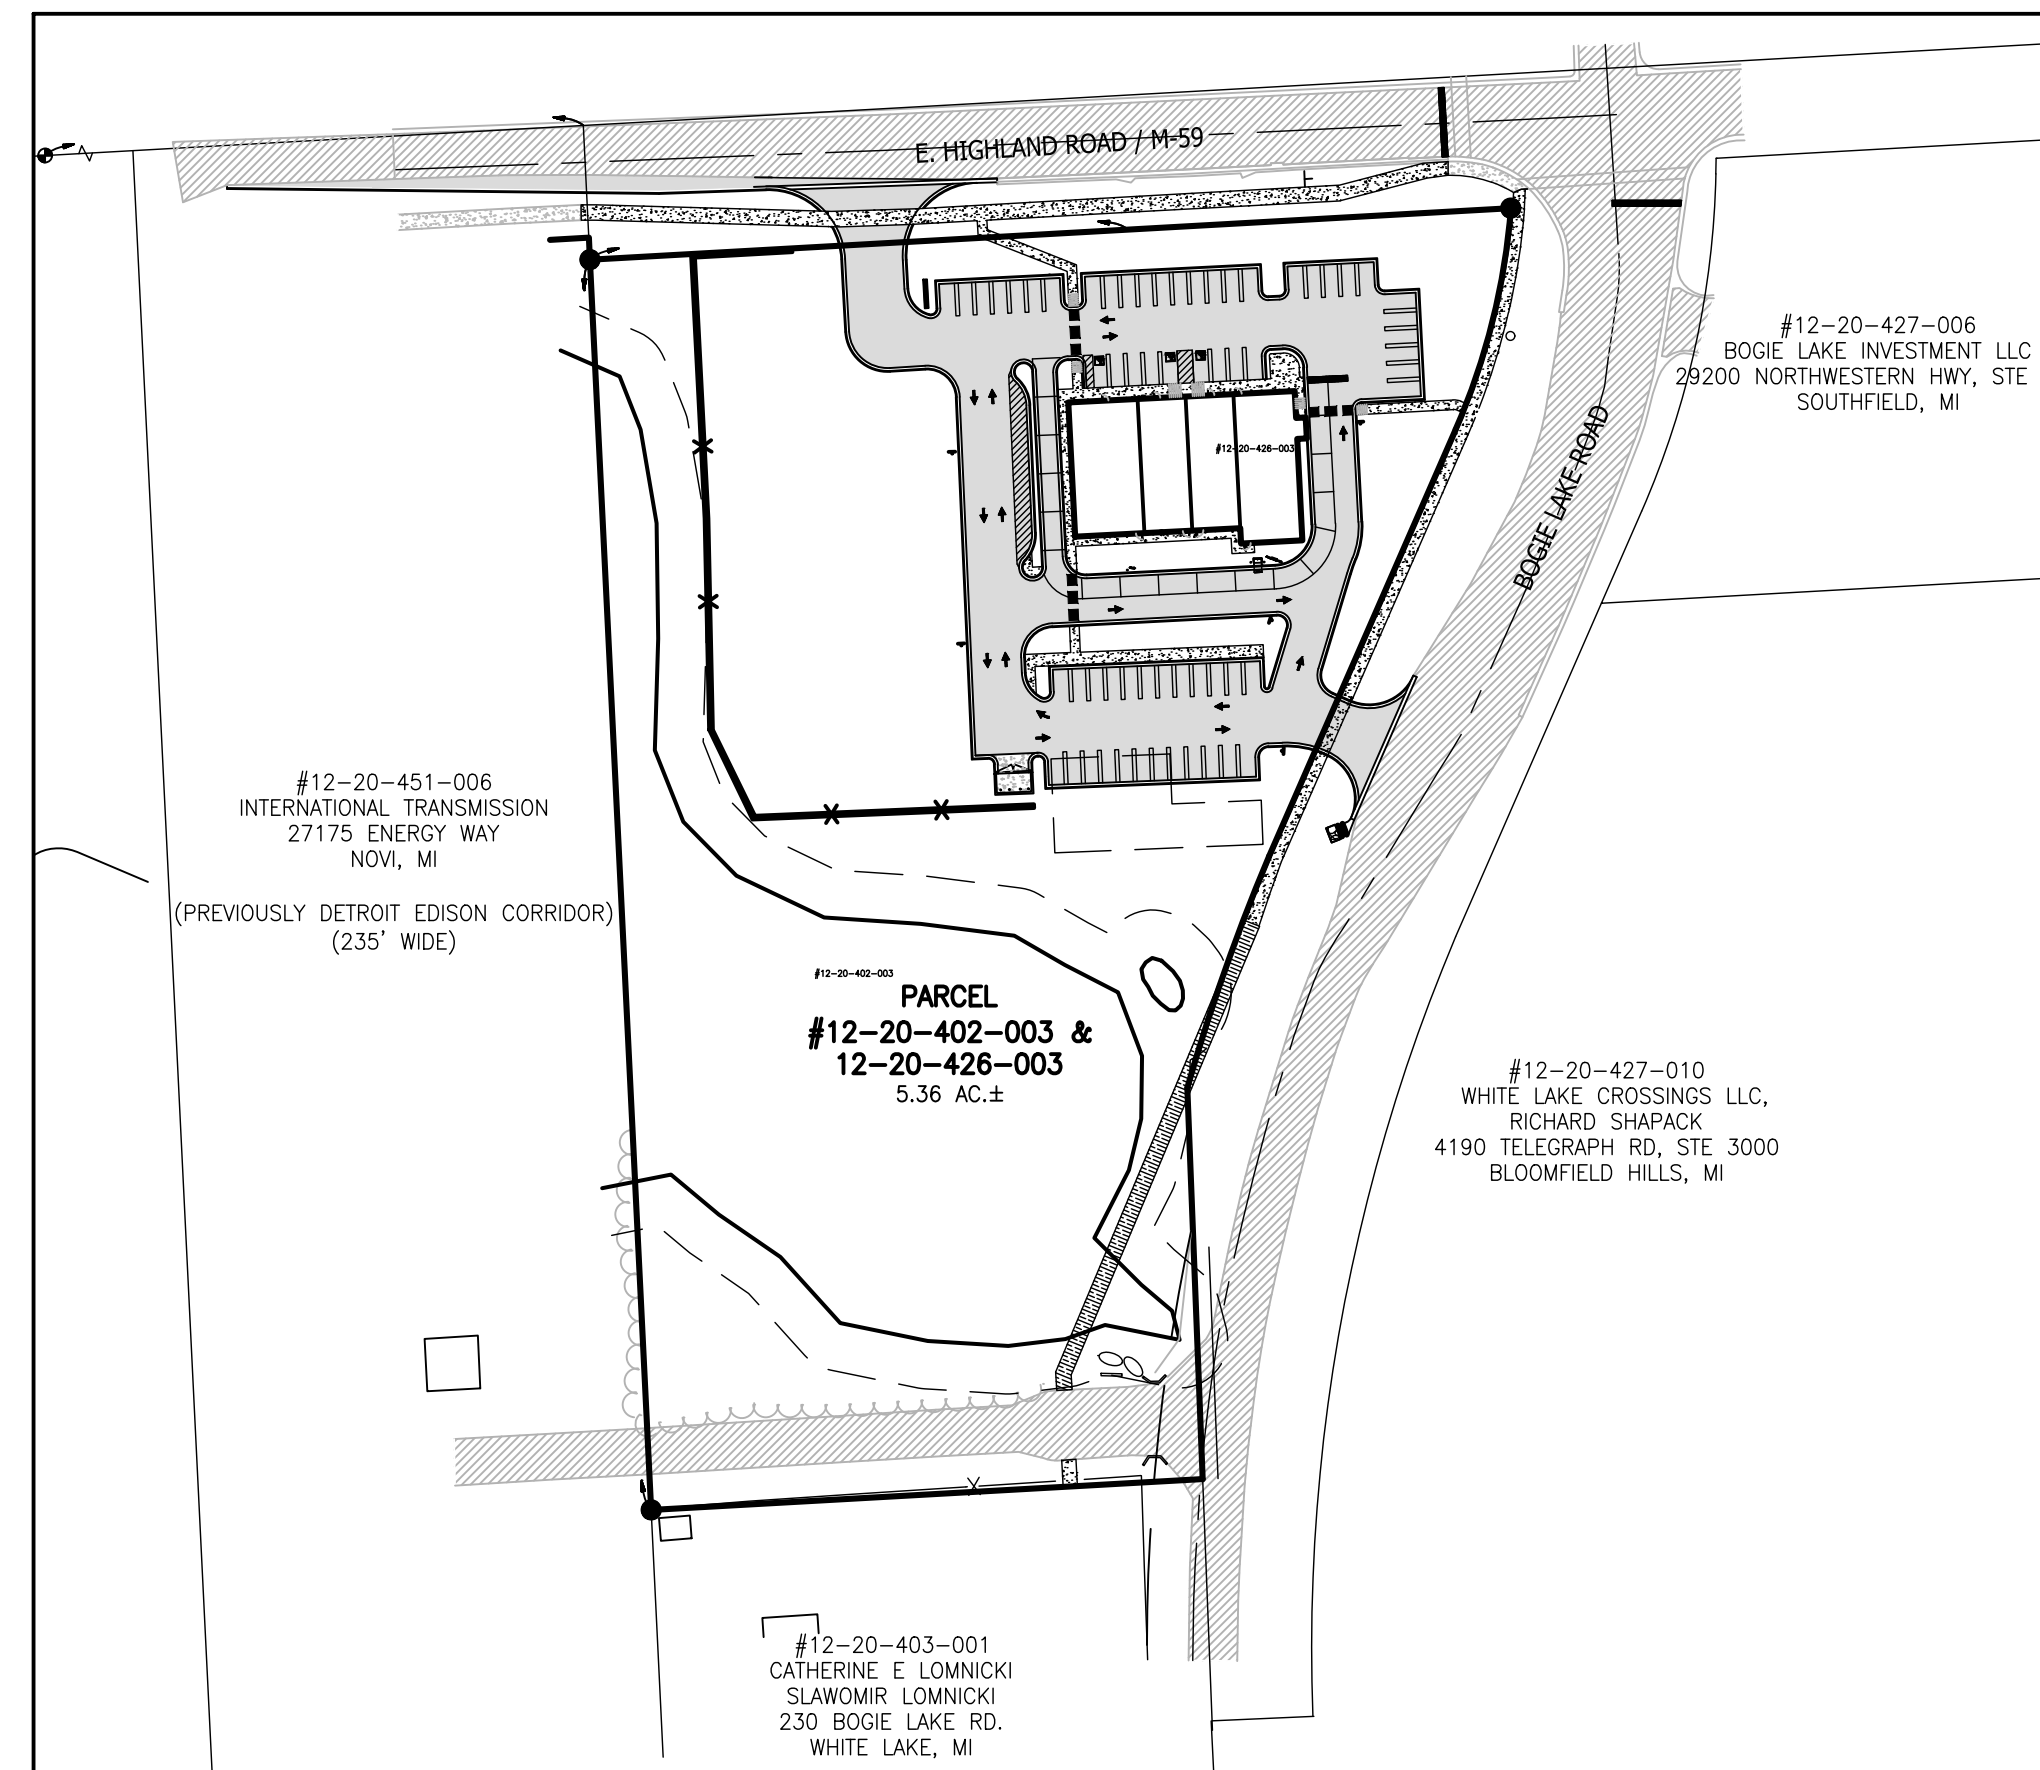 E. HIGHLAND ROAD / M-59
#12-20-427-006
BOGIE LAKE INVESTMENT LLC
29200 NORTHWESTERN HWY, STE
SOUTHFIELD, MI
BOGIE LAKE ROAD
#12-20-426-003
#12-20-451-006
INTERNATIONAL TRANSMISSION
27175 ENERGY WAY
NOVI, MI
(PREVIOUSLY DETROIT EDISON CORRIDOR)
(235' WIDE)
#12-20-402-003
PARCEL
#12-20-402-003 &
12-20-426-003
5.36 AC.±
#12-20-427-010
WHITE LAKE CROSSINGS LLC,
RICHARD SHAPACK
4190 TELEGRAPH RD, STE 3000
BLOOMFIELD HILLS, MI
#12-20-403-001
CATHERINE E LOMNICKI
SLAWOMIR LOMNICKI
230 BOGIE LAKE RD.
WHITE LAKE, MI